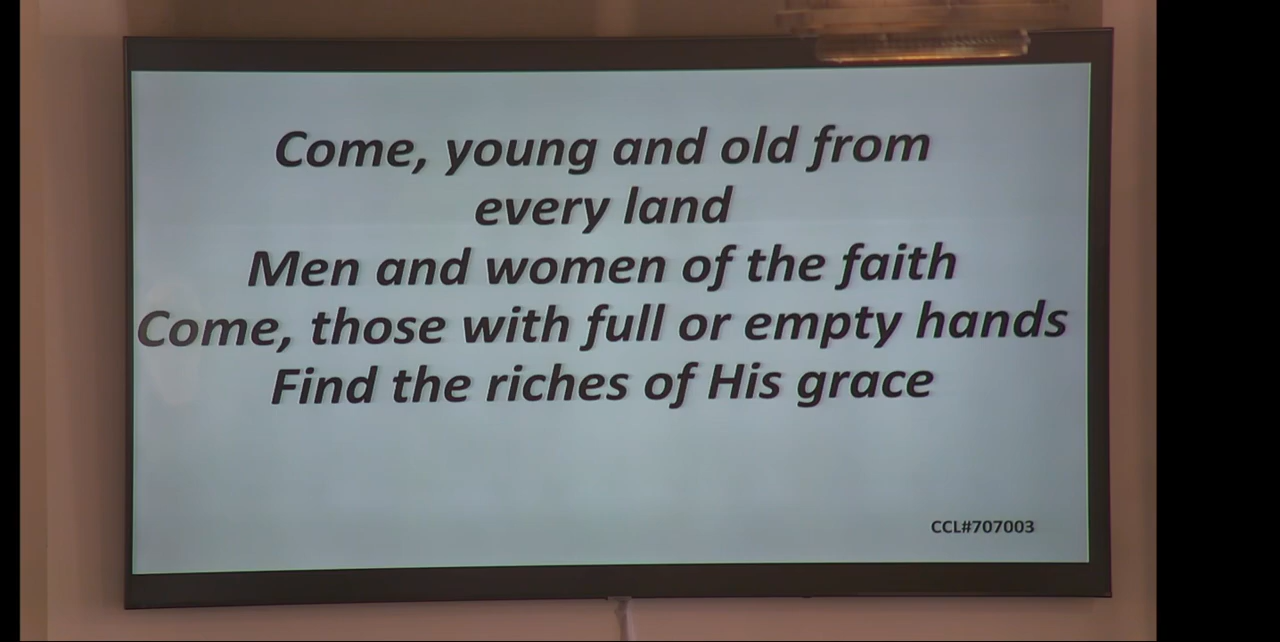 Come, young and old from
every land
Men and women of the faith
Come, those with full or empty hands
Find the riches of His grace
CCL#707003